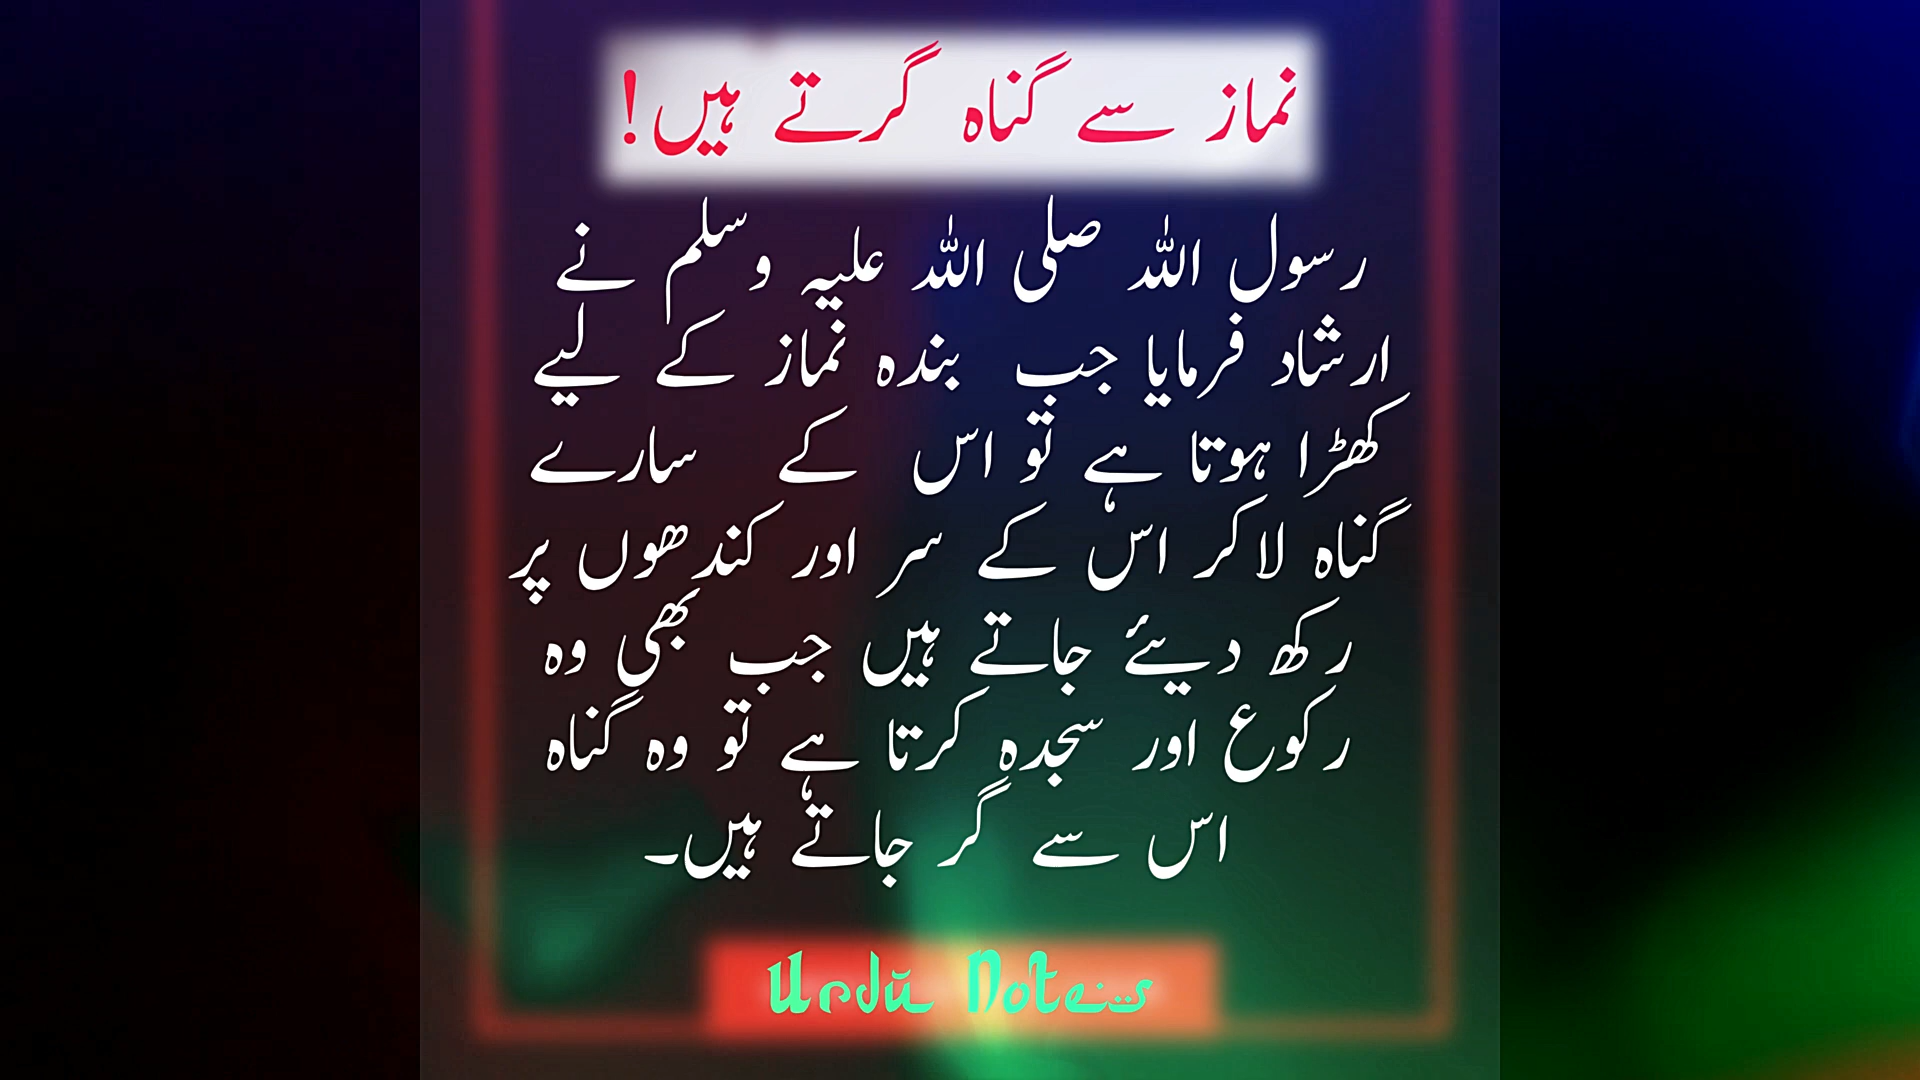 نماز سے گناہ گرتے ہیں!
رسول اللہ صلی اللہ علیہ وسلم نے
ارشاد فرمایا جب بندہ نماز کے لیے
کھڑا ہوتا ہے تو اس کے سارے
گناہ لاکر اس کے سر اور کندھوں پر
رکھ دیئے جاتے ہیں جب بھی وہ
رکوع اور سجدہ کرتا ہے تو وہ گناہ
اس سے گر جاتے ہیں۔
Urdu Notes